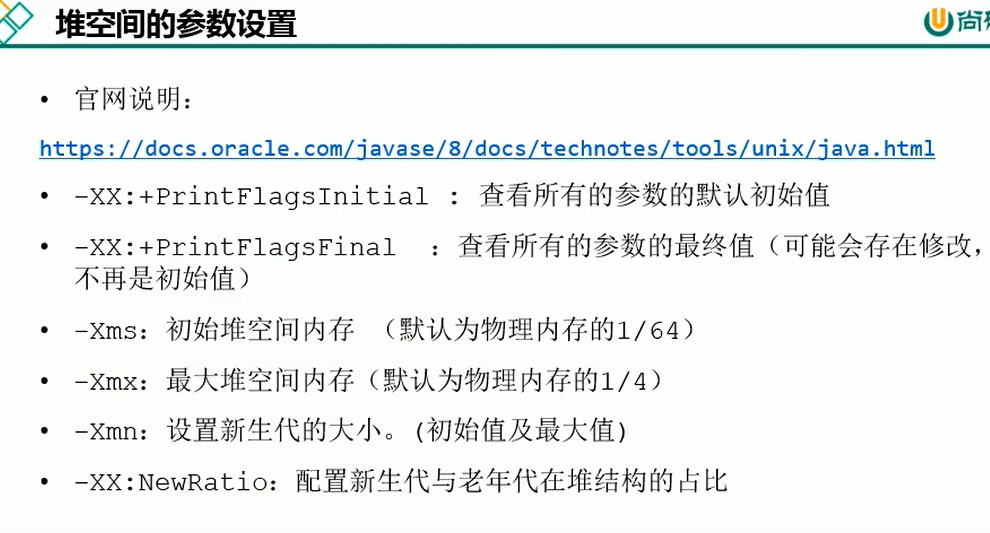 堆空间的参数设置
尚
• 官网说明：
https://docs.oracle.com/javase/8/docs/technotes/tools/unix/java.html
• -XX:+PrintFlagsInitial : 查看所有的参数的默认初始值
• -XX:+PrintFlagsFinal ：查看所有的参数的最终值（可能会存在修改，
不再是初始值）
• -Xms：初始堆空间内存 （默认为物理内存的1/64）
• -Xmx：最大堆空间内存（默认为物理内存的1/4）
• -Xmn：设置新生代的大小。(初始值及最大值)
• -XX:NewRatio：配置新生代与老年代在堆结构的占比